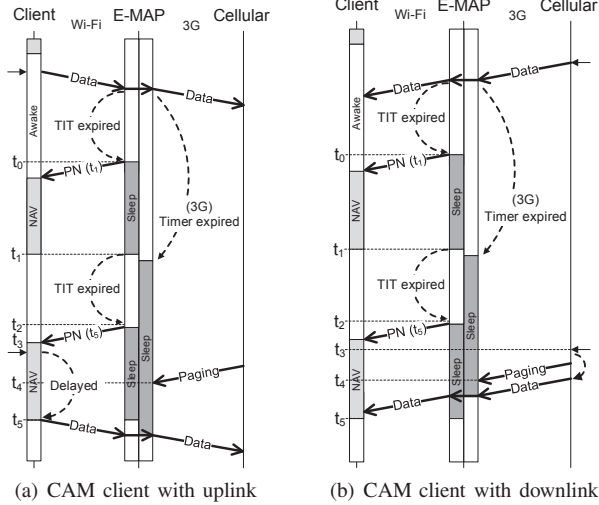 Client E-MAP Cellular
Wi-Fi 3G
Data
Data
Awake
TIT expired
t0
PN (t1)
Sleep
(3G)
Timer expired
NAV
t1
TIT expired
t2
PN (t5)
t3
Sleep
Sleep
NAV
Delayed
Paging
t4
t5
Data
Data
(a) CAM client with uplink
Client E-MAP Cellular
Wi-Fi 3G
Data
Data
Awake
TIT expired
t0
PN (t1)
Sleep
(3G)
Timer expired
NAV
t1
TIT expired
t2
PN (t5)
t3
Sleep
Sleep
NAV
Paging
t4
Data
Data
t5
(b) CAM client with downlink